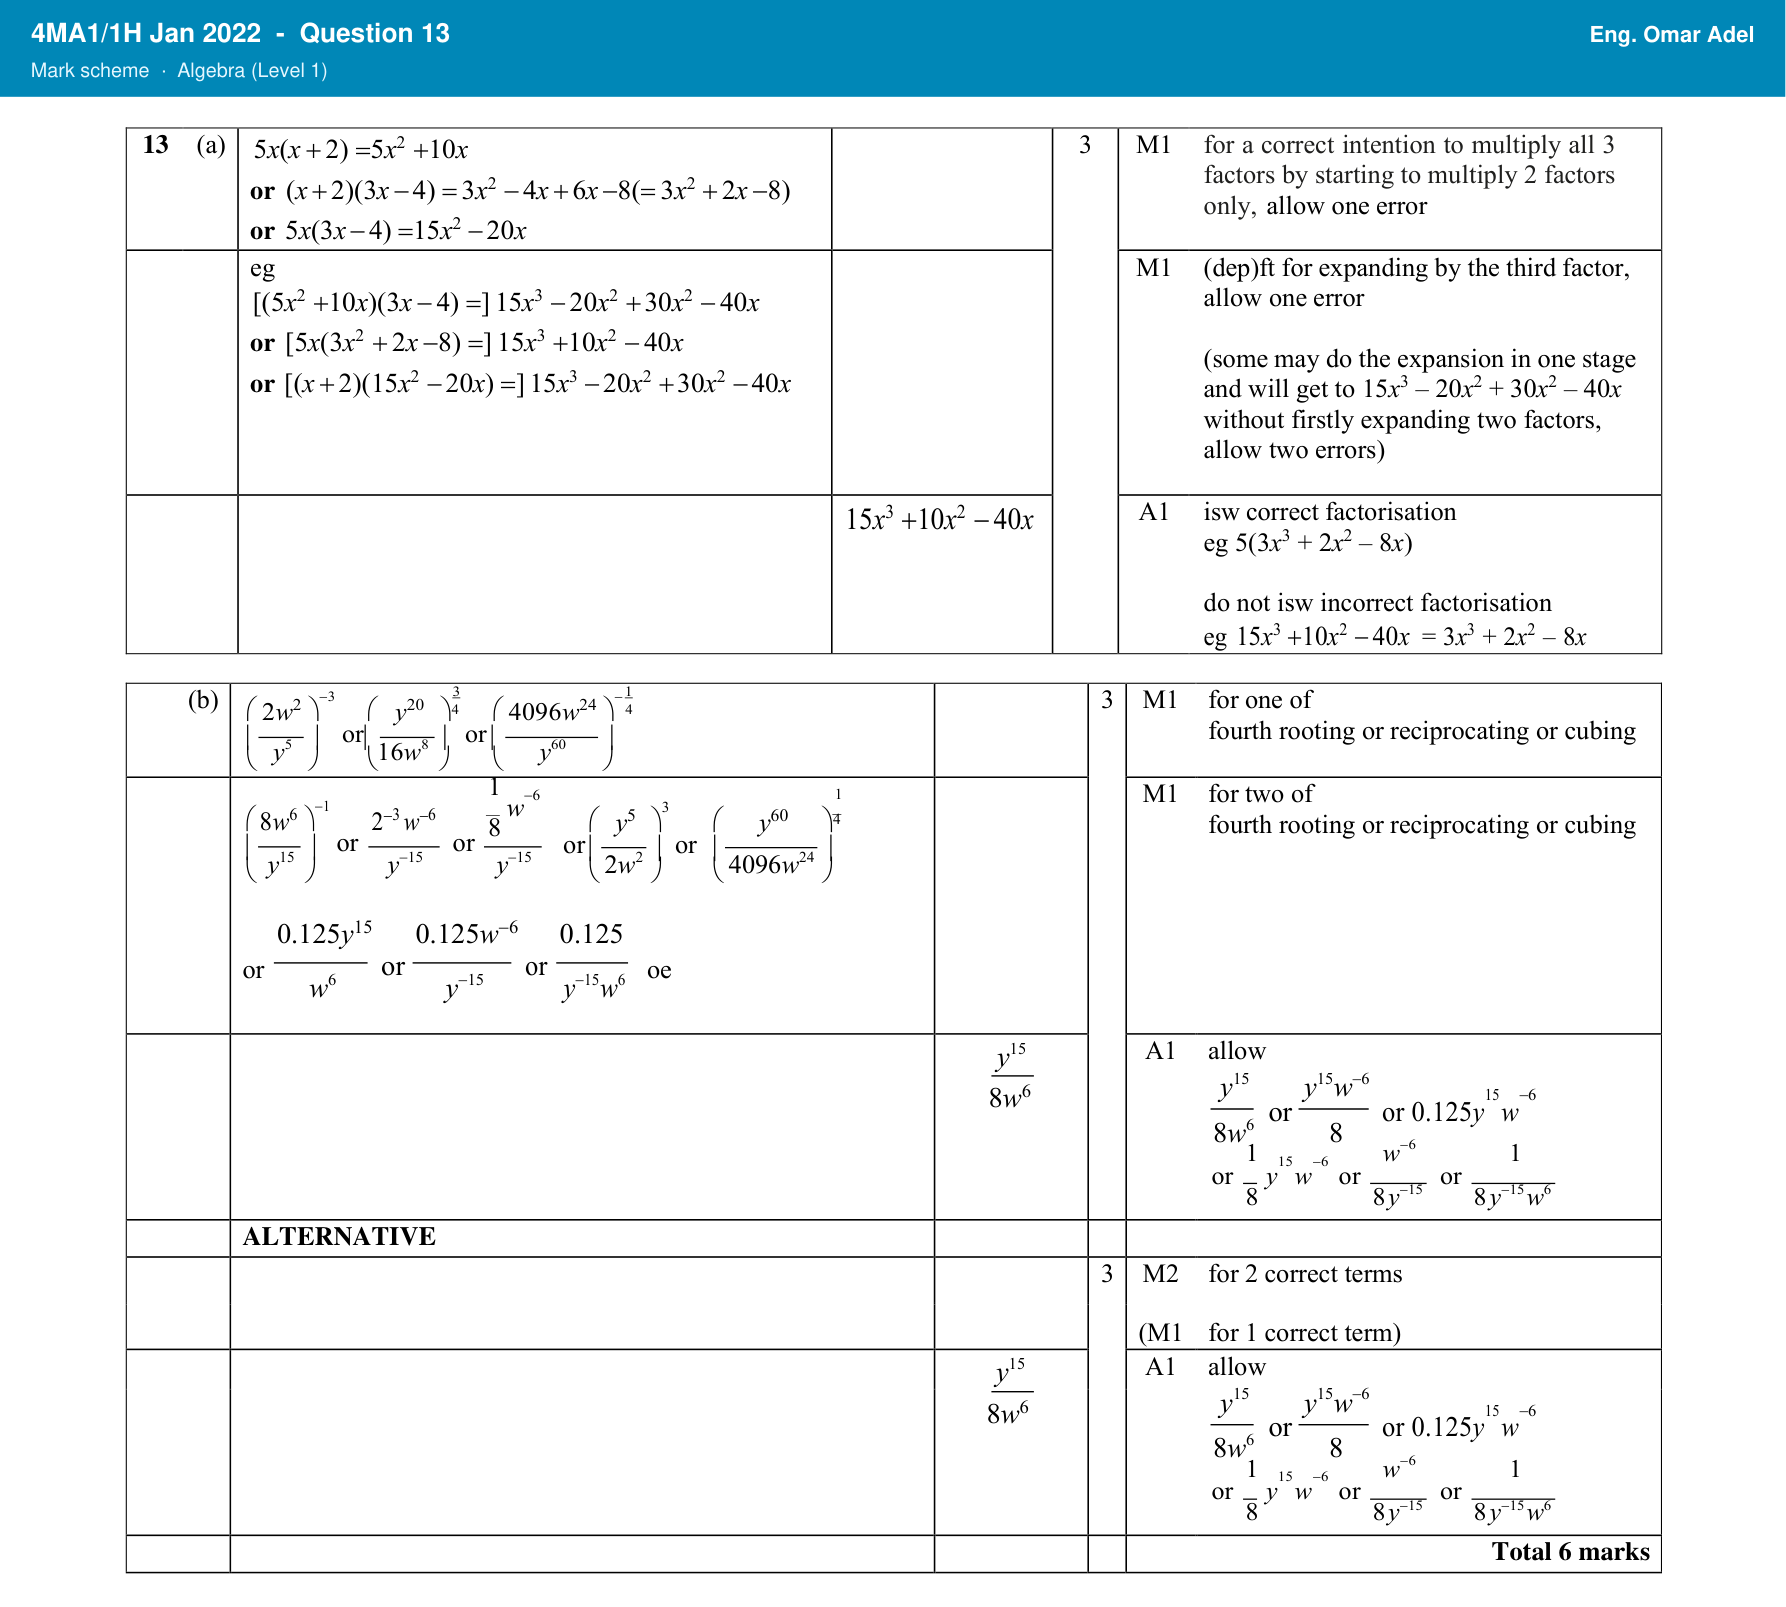 4MA1/1H Jan 2022 - Question 13
Eng. Omar Adel
Mark scheme · Algebra (Level 1)
13 (a) 5x(x + 2) = 5x² + 10x
or (x + 2)(3x − 4) = 3x² − 4x + 6x − 8(= 3x² + 2x − 8)
or 5x(3x − 4) = 15x² − 20x
3
M1 for a correct intention to multiply all 3
factors by starting to multiply 2 factors
only, allow one error
eg
[(5x² + 10x)(3x − 4) =] 15x³ − 20x² + 30x² − 40x
or [5x(3x² + 2x − 8) =] 15x³ + 10x² − 40x
or [(x + 2)(15x² − 20x) =] 15x³ − 20x² + 30x² − 40x
M1 (dep)ft for expanding by the third factor,
allow one error
(some may do the expansion in one stage
and will get to 15x³ – 20x² + 30x² – 40x
without firstly expanding two factors,
allow two errors)
15x³ + 10x² − 40x
A1 isw correct factorisation
eg 5(3x³ + 2x² – 8x)
do not isw incorrect factorisation
eg 15x³ + 10x² − 40x = 3x³ + 2x² – 8x
(b) (2w²/y⁵)^(−3) or (y²⁰/16w⁸)^(3/4) or (4096w²⁴/y⁶⁰)^(−1/4)
3
M1 for one of
fourth rooting or reciprocating or cubing
(8w⁶/y¹⁵)^(−1) or 2⁻³w⁻⁶/y⁻¹⁵ or (1/8)w⁻⁶/y⁻¹⁵ or (y⁵/2w²)³ or (y⁶⁰/4096w²⁴)^(1/4)
or 0.125y¹⁵/w⁶ or 0.125w⁻⁶/y⁻¹⁵ or 0.125/y⁻¹⁵w⁶ oe
M1 for two of
fourth rooting or reciprocating or cubing
y¹⁵/8w⁶
A1 allow
y¹⁵/8w⁶ or y¹⁵w⁻⁶/8 or 0.125y¹⁵w⁻⁶
or 1/8 y¹⁵w⁻⁶ or w⁻⁶/8y⁻¹⁵ or 1/8y⁻¹⁵w⁶
ALTERNATIVE
3
M2 for 2 correct terms
(M1 for 1 correct term)
y¹⁵/8w⁶
A1 allow
y¹⁵/8w⁶ or y¹⁵w⁻⁶/8 or 0.125y¹⁵w⁻⁶
or 1/8 y¹⁵w⁻⁶ or w⁻⁶/8y⁻¹⁵ or 1/8y⁻¹⁵w⁶
Total 6 marks